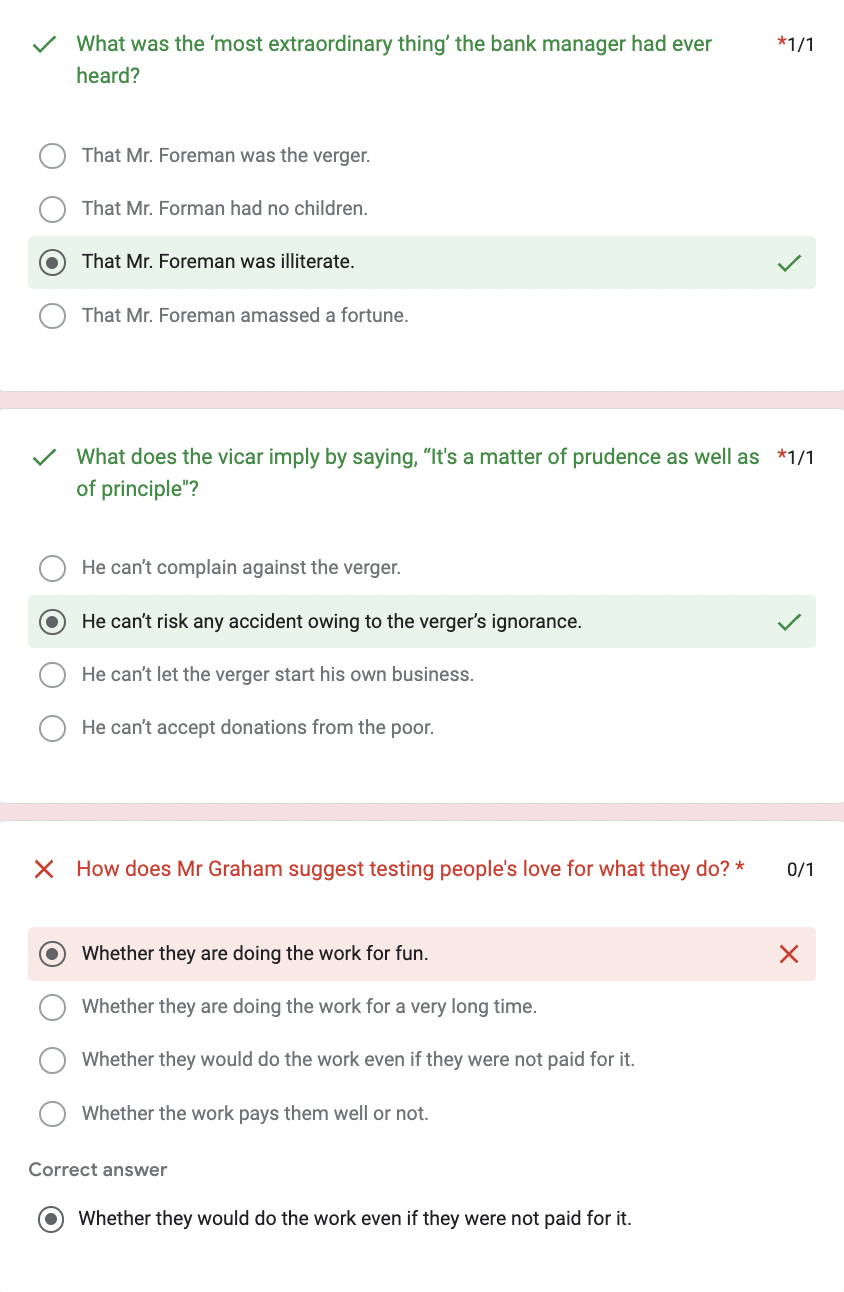 What was the ‘most extraordinary thing’ the bank manager had ever *1/1
heard?
That Mr. Foreman was the verger.
That Mr. Forman had no children.
That Mr. Foreman was illiterate.
That Mr. Foreman amassed a fortune.
What does the vicar imply by saying, “It's a matter of prudence as well as *1/1
of principle"?
He can’t complain against the verger.
He can’t risk any accident owing to the verger’s ignorance.
He can’t let the verger start his own business.
He can’t accept donations from the poor.
How does Mr Graham suggest testing people's love for what they do? * 0/1
Whether they are doing the work for fun.
Whether they are doing the work for a very long time.
Whether they would do the work even if they were not paid for it.
Whether the work pays them well or not.
Correct answer
Whether they would do the work even if they were not paid for it.